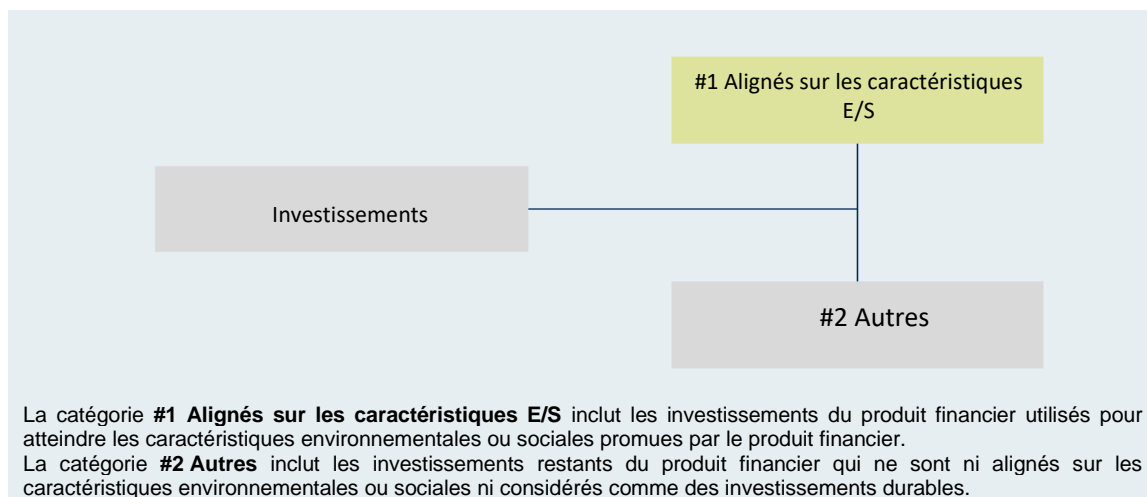 #1 Alignés sur les caractéristiques
E/S
Investissements
#2 Autres
La catégorie #1 Alignés sur les caractéristiques E/S inclut les investissements du produit financier utilisés pour
atteindre les caractéristiques environnementales ou sociales promues par le produit financier.
La catégorie #2 Autres inclut les investissements restants du produit financier qui ne sont ni alignés sur les
caractéristiques environnementales ou sociales ni considérés comme des investissements durables.